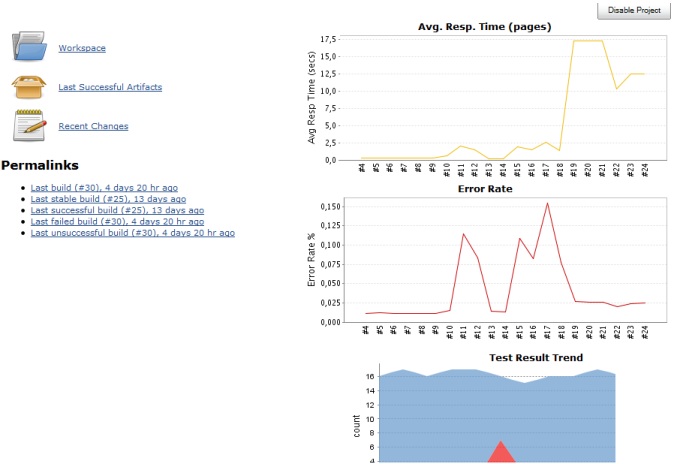 Disable Project
Workspace
Last Successful Artifacts
Recent Changes
Permalinks
Last build (#30), 4 days 20 hr ago
Last stable build (#25), 13 days ago
Last successful build (#25), 13 days ago
Last failed build (#30), 4 days 20 hr ago
Last unsuccessful build (#30), 4 days 20 hr ago
Avg. Resp. Time (pages)
Avg Resp Time (secs)
17,5
15,0
12,5
10,0
7,5
5,0
2,5
0,0
#4 #5 #6 #7 #8 #9 #10 #11 #12 #13 #14 #15 #16 #17 #18 #19 #20 #21 #22 #23 #24
Error Rate
Error Rate %
0,150
0,125
0,100
0,075
0,050
0,025
0,000
#4 #5 #6 #7 #8 #9 #10 #11 #12 #13 #14 #15 #16 #17 #18 #19 #20 #21 #22 #23 #24
Test Result Trend
count
16
14
12
10
8
6
4